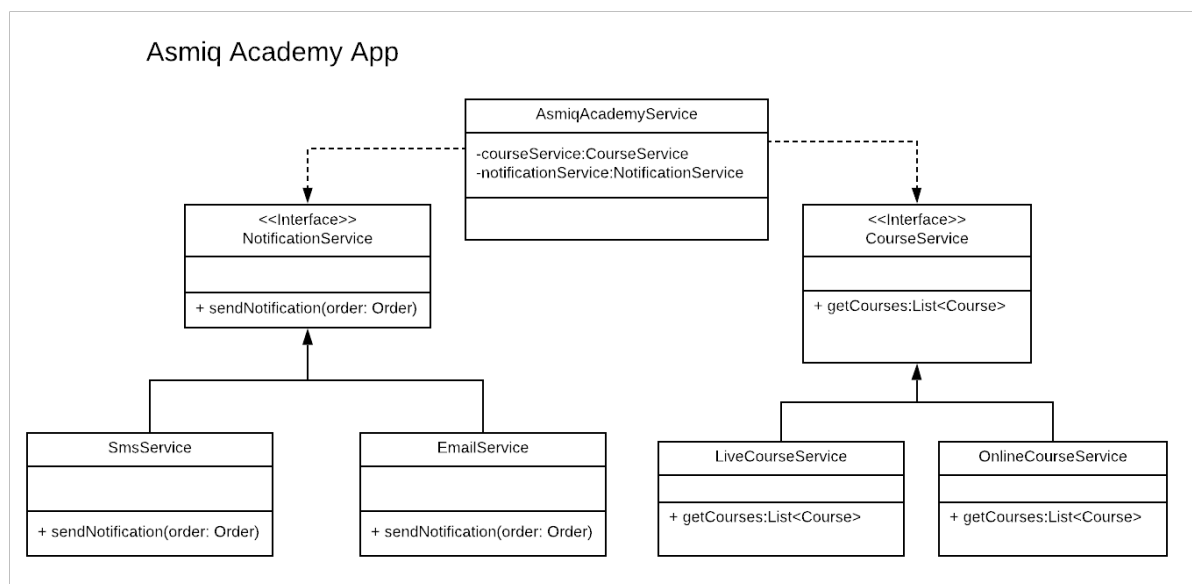 Asmiq Academy App
AsmiqAcademyService
-courseService:CourseService
-notificationService:NotificationService
<<Interface>>
NotificationService
+ sendNotification(order: Order)
<<Interface>>
CourseService
+ getCourses:List<Course>
SmsService
+ sendNotification(order: Order)
EmailService
+ sendNotification(order: Order)
LiveCourseService
+ getCourses:List<Course>
OnlineCourseService
+ getCourses:List<Course>